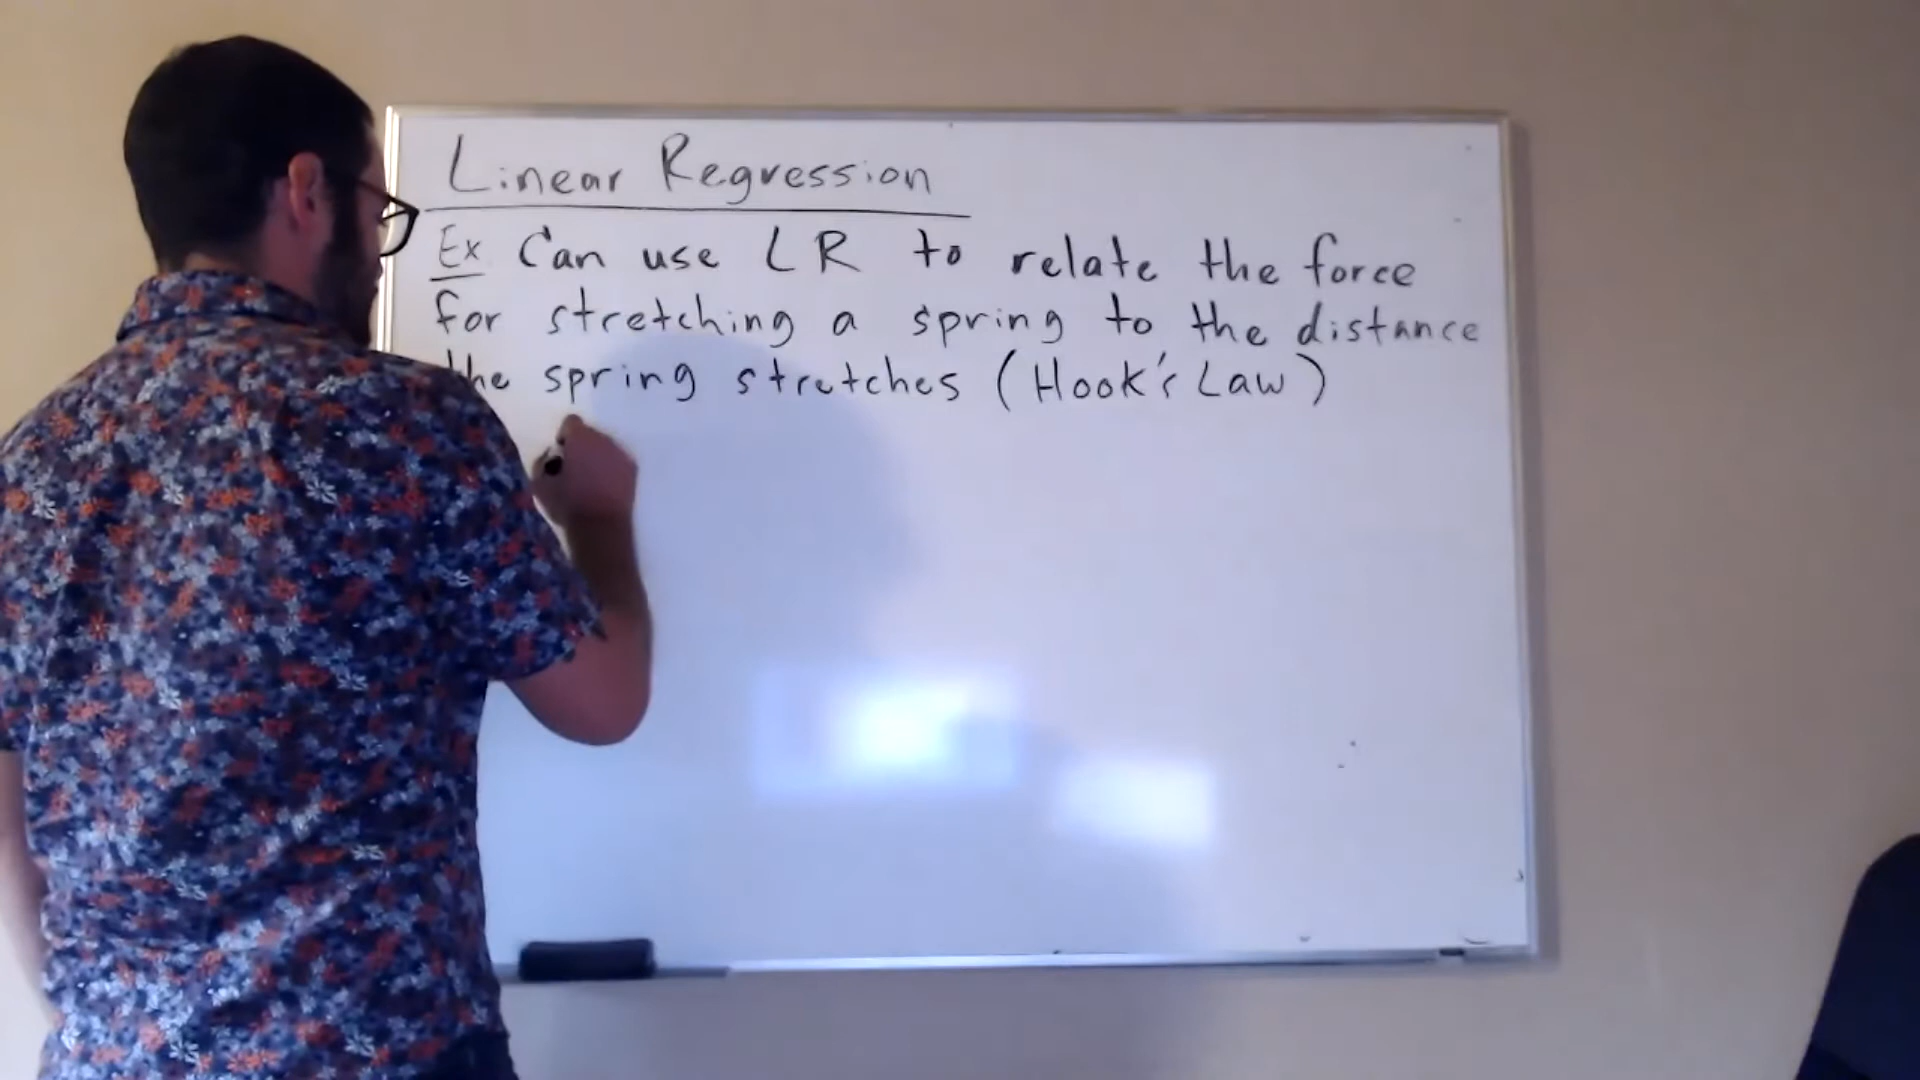 Linear Regression
Ex Can use LR to relate the force
for stretching a spring to the distance
the spring stretches (Hook's Law)